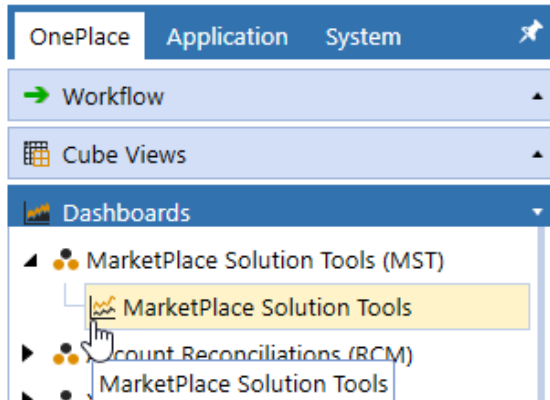 OnePlace Application System
Workflow
Cube Views
Dashboards
MarketPlace Solution Tools (MST)
MarketPlace Solution Tools
Account Reconciliations (RCM)
MarketPlace Solution Tools